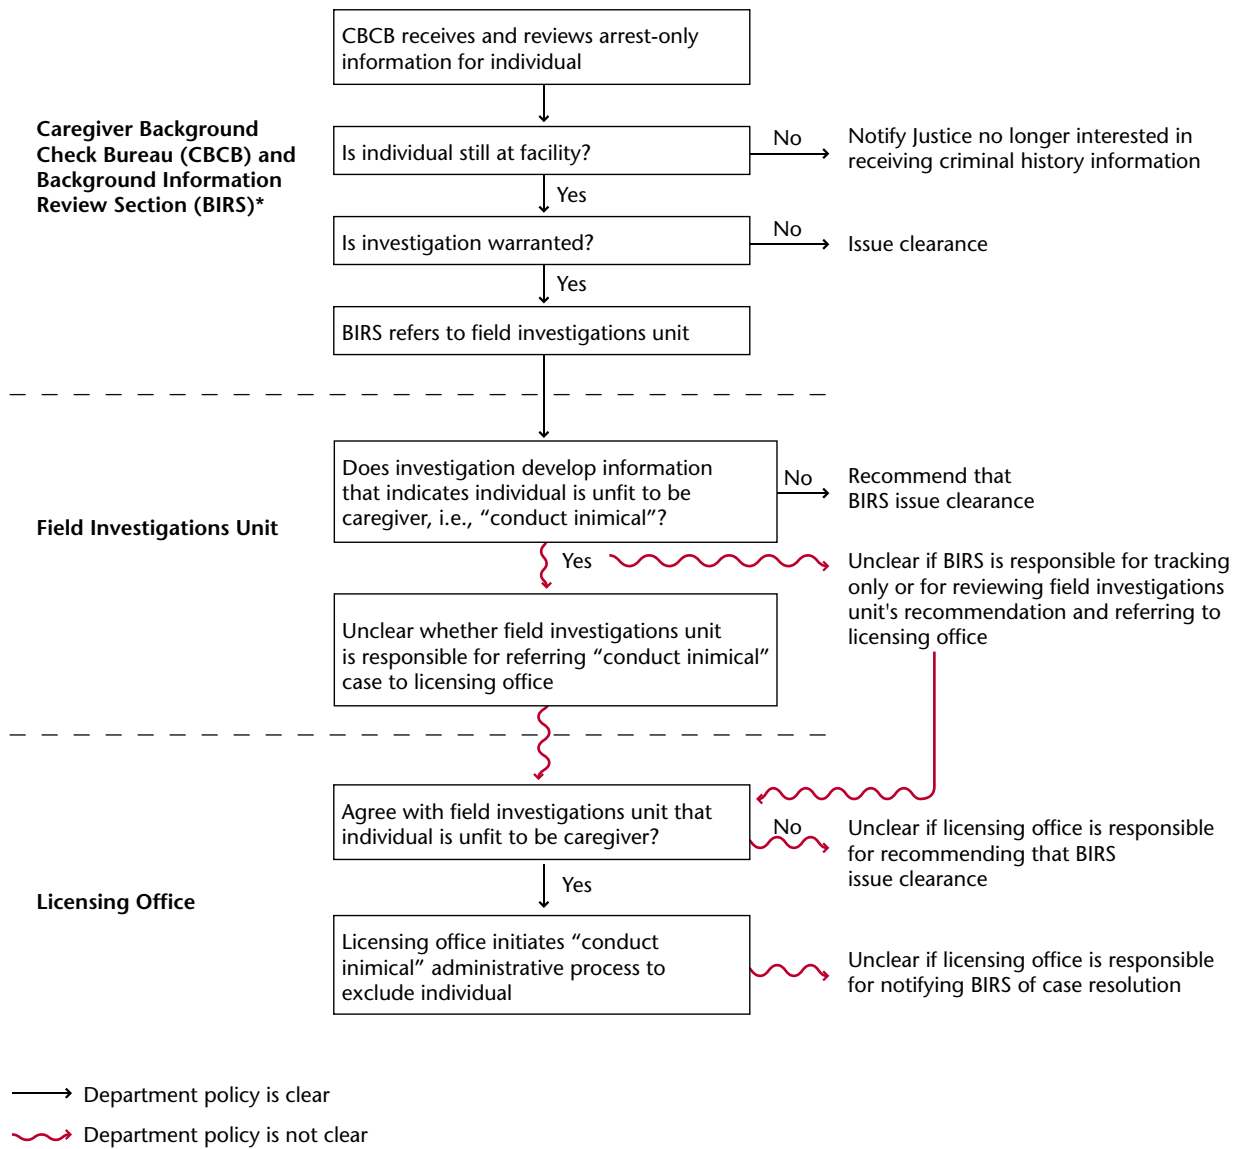 CBCB receives and reviews arrest-only
information for individual
Caregiver Background
Check Bureau (CBCB) and
Background Information
Review Section (BIRS)*
Is individual still at facility?
No
Notify Justice no longer interested in
receiving criminal history information
Yes
Is investigation warranted?
No
Issue clearance
Yes
BIRS refers to field investigations unit
Field Investigations Unit
Does investigation develop information
that indicates individual is unfit to be
caregiver, i.e., “conduct inimical”?
No
Recommend that
BIRS issue clearance
Yes
Unclear if BIRS is responsible for tracking
only or for reviewing field investigations
unit's recommendation and referring to
licensing office
Unclear whether field investigations unit
is responsible for referring “conduct inimical”
case to licensing office
Licensing Office
Agree with field investigations unit that
individual is unfit to be caregiver?
No
Unclear if licensing office is responsible
for recommending that BIRS
issue clearance
Yes
Licensing office initiates “conduct
inimical” administrative process to
exclude individual
Unclear if licensing office is responsible
for notifying BIRS of case resolution
Department policy is clear
Department policy is not clear